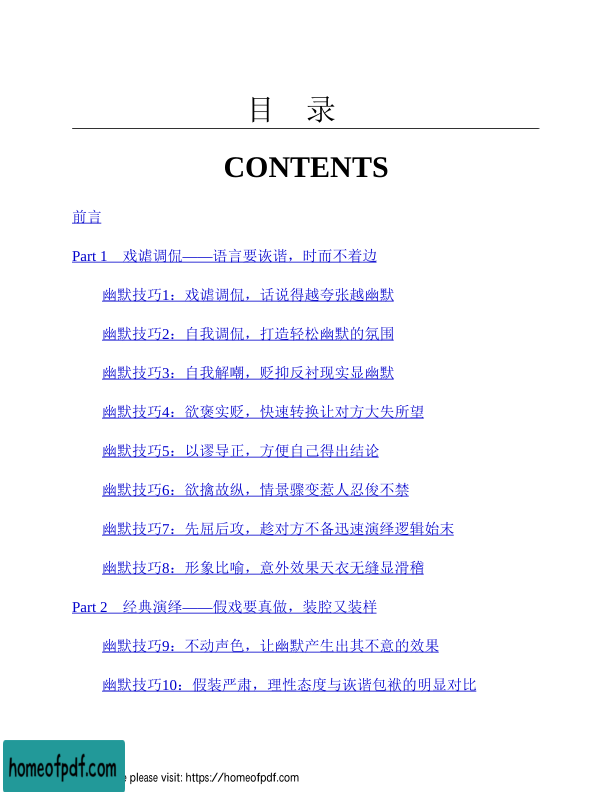 目 录
CONTENTS
前言
Part 1 戏谑调侃——语言要诙谐，时而不着边
幽默技巧1：戏谑调侃，话说得越夸张越幽默
幽默技巧2：自我调侃，打造轻松幽默的氛围
幽默技巧3：自我解嘲，贬抑反衬现实显幽默
幽默技巧4：欲褒实贬，快速转换让对方大失所望
幽默技巧5：以谬导正，方便自己得出结论
幽默技巧6：欲擒故纵，情景骤变惹人忍俊不禁
幽默技巧7：先屈后攻，趁对方不备迅速演绎逻辑始末
幽默技巧8：形象比喻，意外效果天衣无缝显滑稽
Part 2 经典演绎——假戏要真做，装腔又装样
幽默技巧9：不动声色，让幽默产生出其不意的效果
幽默技巧10：假装严肃，理性态度与诙谐包袱的明显对比
homeofpdf.com
please visit: https://homeofpdf.com